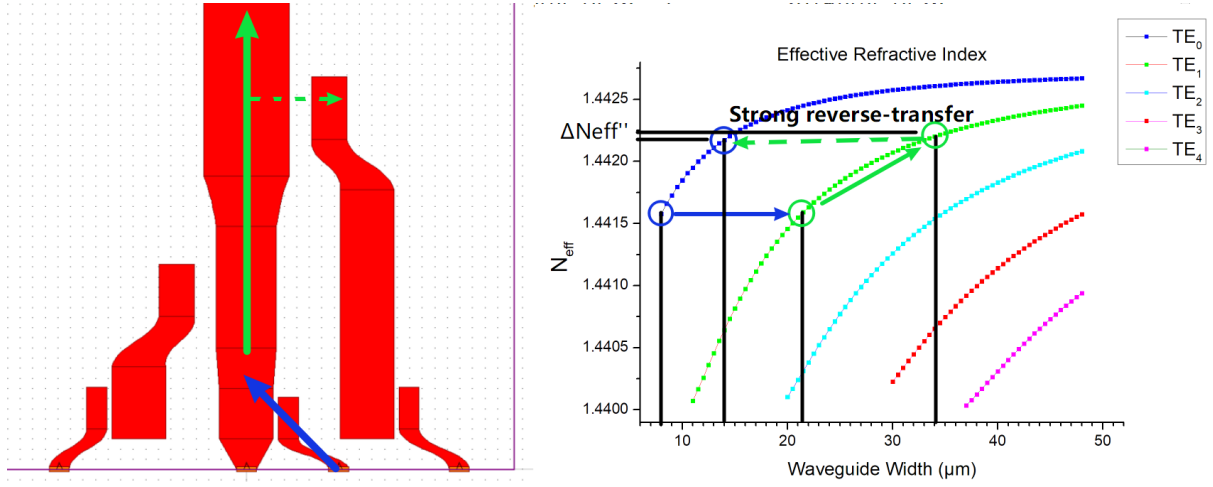 Effective Refractive Index
TE₀
TE₁
TE₂
TE₃
TE₄
1.4425
Strong reverse-transfer
ΔNeff''
1.4420
1.4415
N_eff
1.4410
1.4405
1.4400
10 20 30 40 50
Waveguide Width (µm)